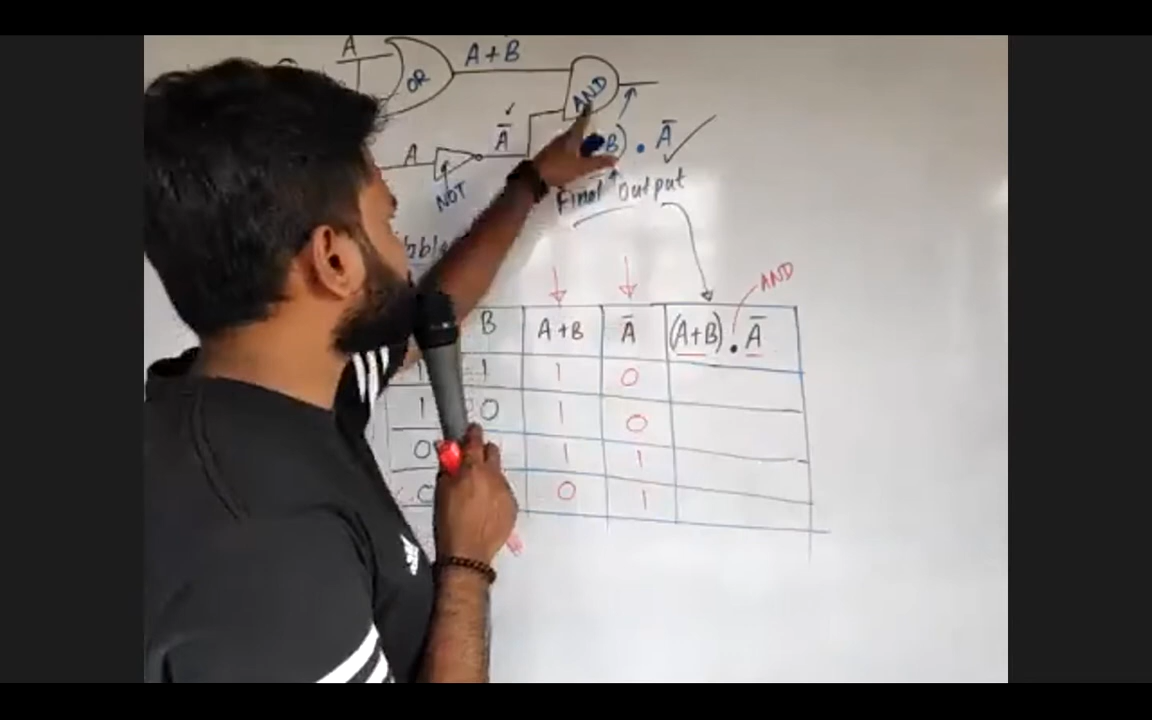 A OR A+B AND
A Ā (A+B) . Ā
NOT
Final Output
AND
B A+B Ā (A+B) . Ā
1 1 1 0
1 0 1 0
0 1 1
0 0 1